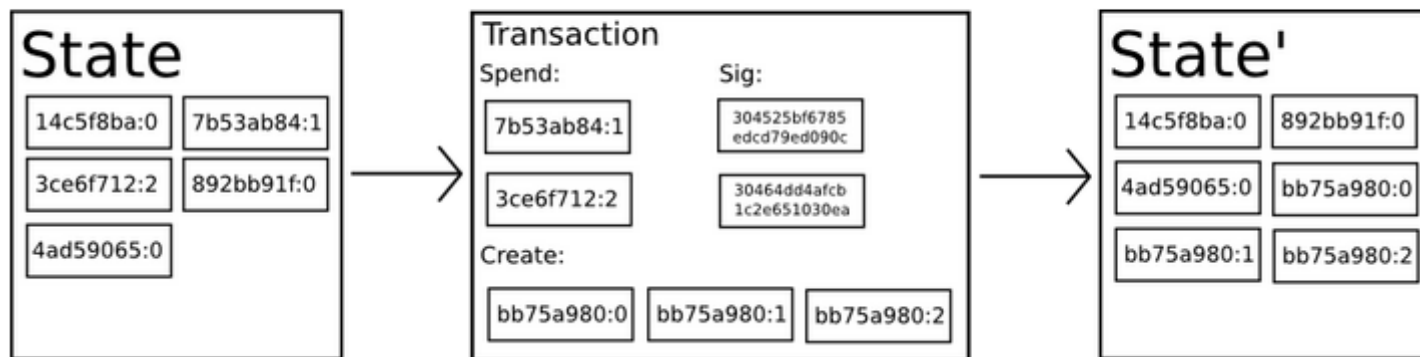 State
14c5f8ba:0 7b53ab84:1
3ce6f712:2 892bb91f:0
4ad59065:0
Transaction
Spend: Sig:
7b53ab84:1 304525bf6785
edcd79ed090c
3ce6f712:2 30464dd4afcb
1c2e651030ea
Create:
bb75a980:0 bb75a980:1 bb75a980:2
State'
14c5f8ba:0 892bb91f:0
4ad59065:0 bb75a980:0
bb75a980:1 bb75a980:2